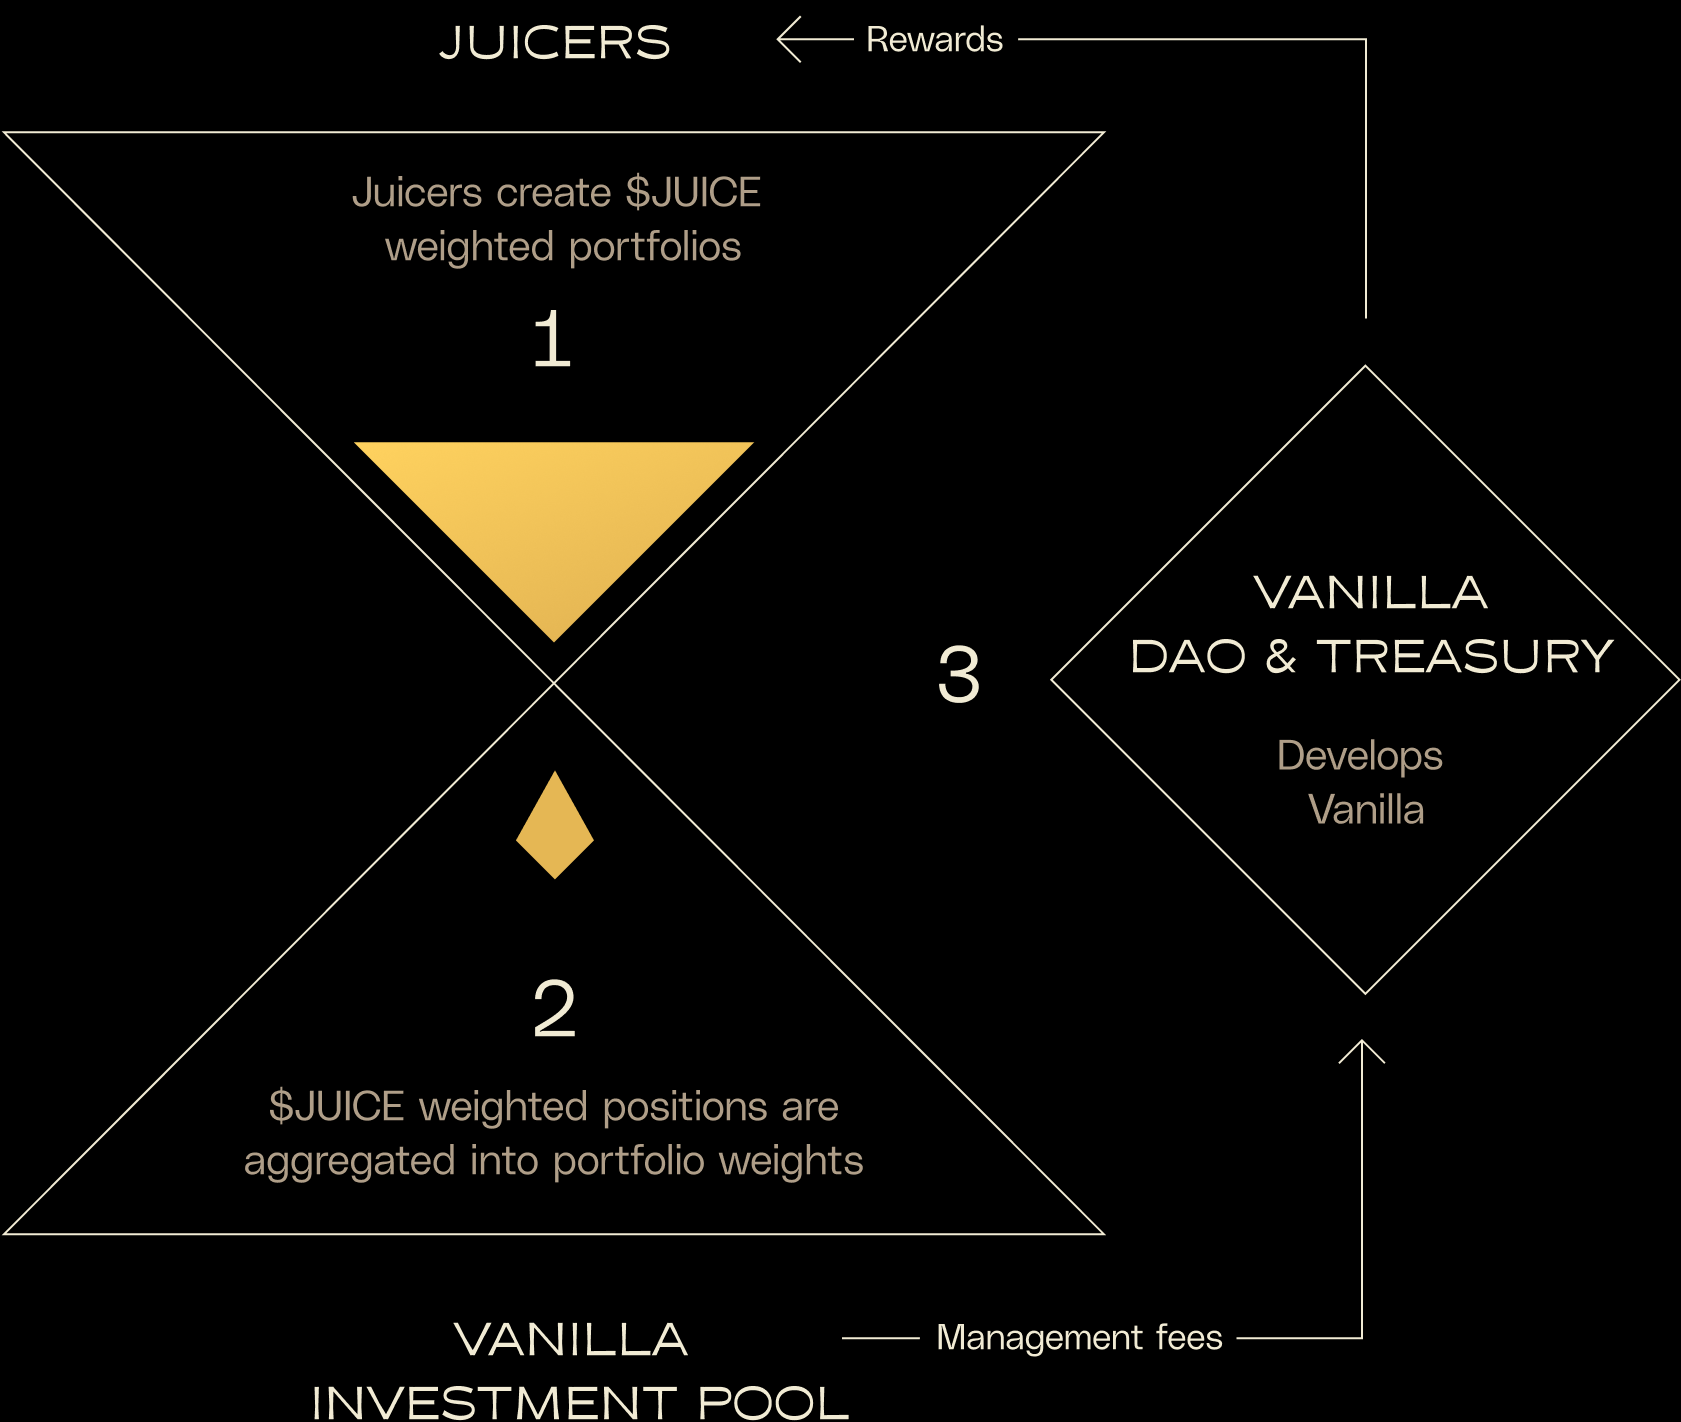 JUICERS
Rewards
Juicers create $JUICE
weighted portfolios
1
3
VANILLA
DAO & TREASURY
Develops
Vanilla
2
$JUICE weighted positions are
aggregated into portfolio weights
VANILLA
INVESTMENT POOL
Management fees